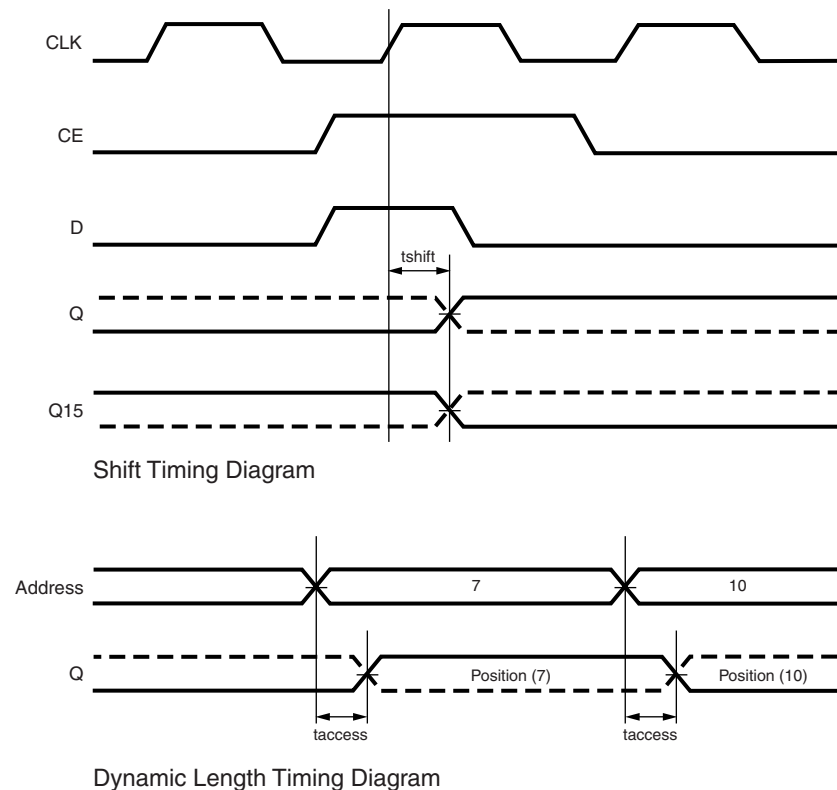 CLK
CE
D
tshift
Q
Q15
Shift Timing Diagram
Address
7
10
Q
Position (7)
Position (10)
taccess
taccess
Dynamic Length Timing Diagram